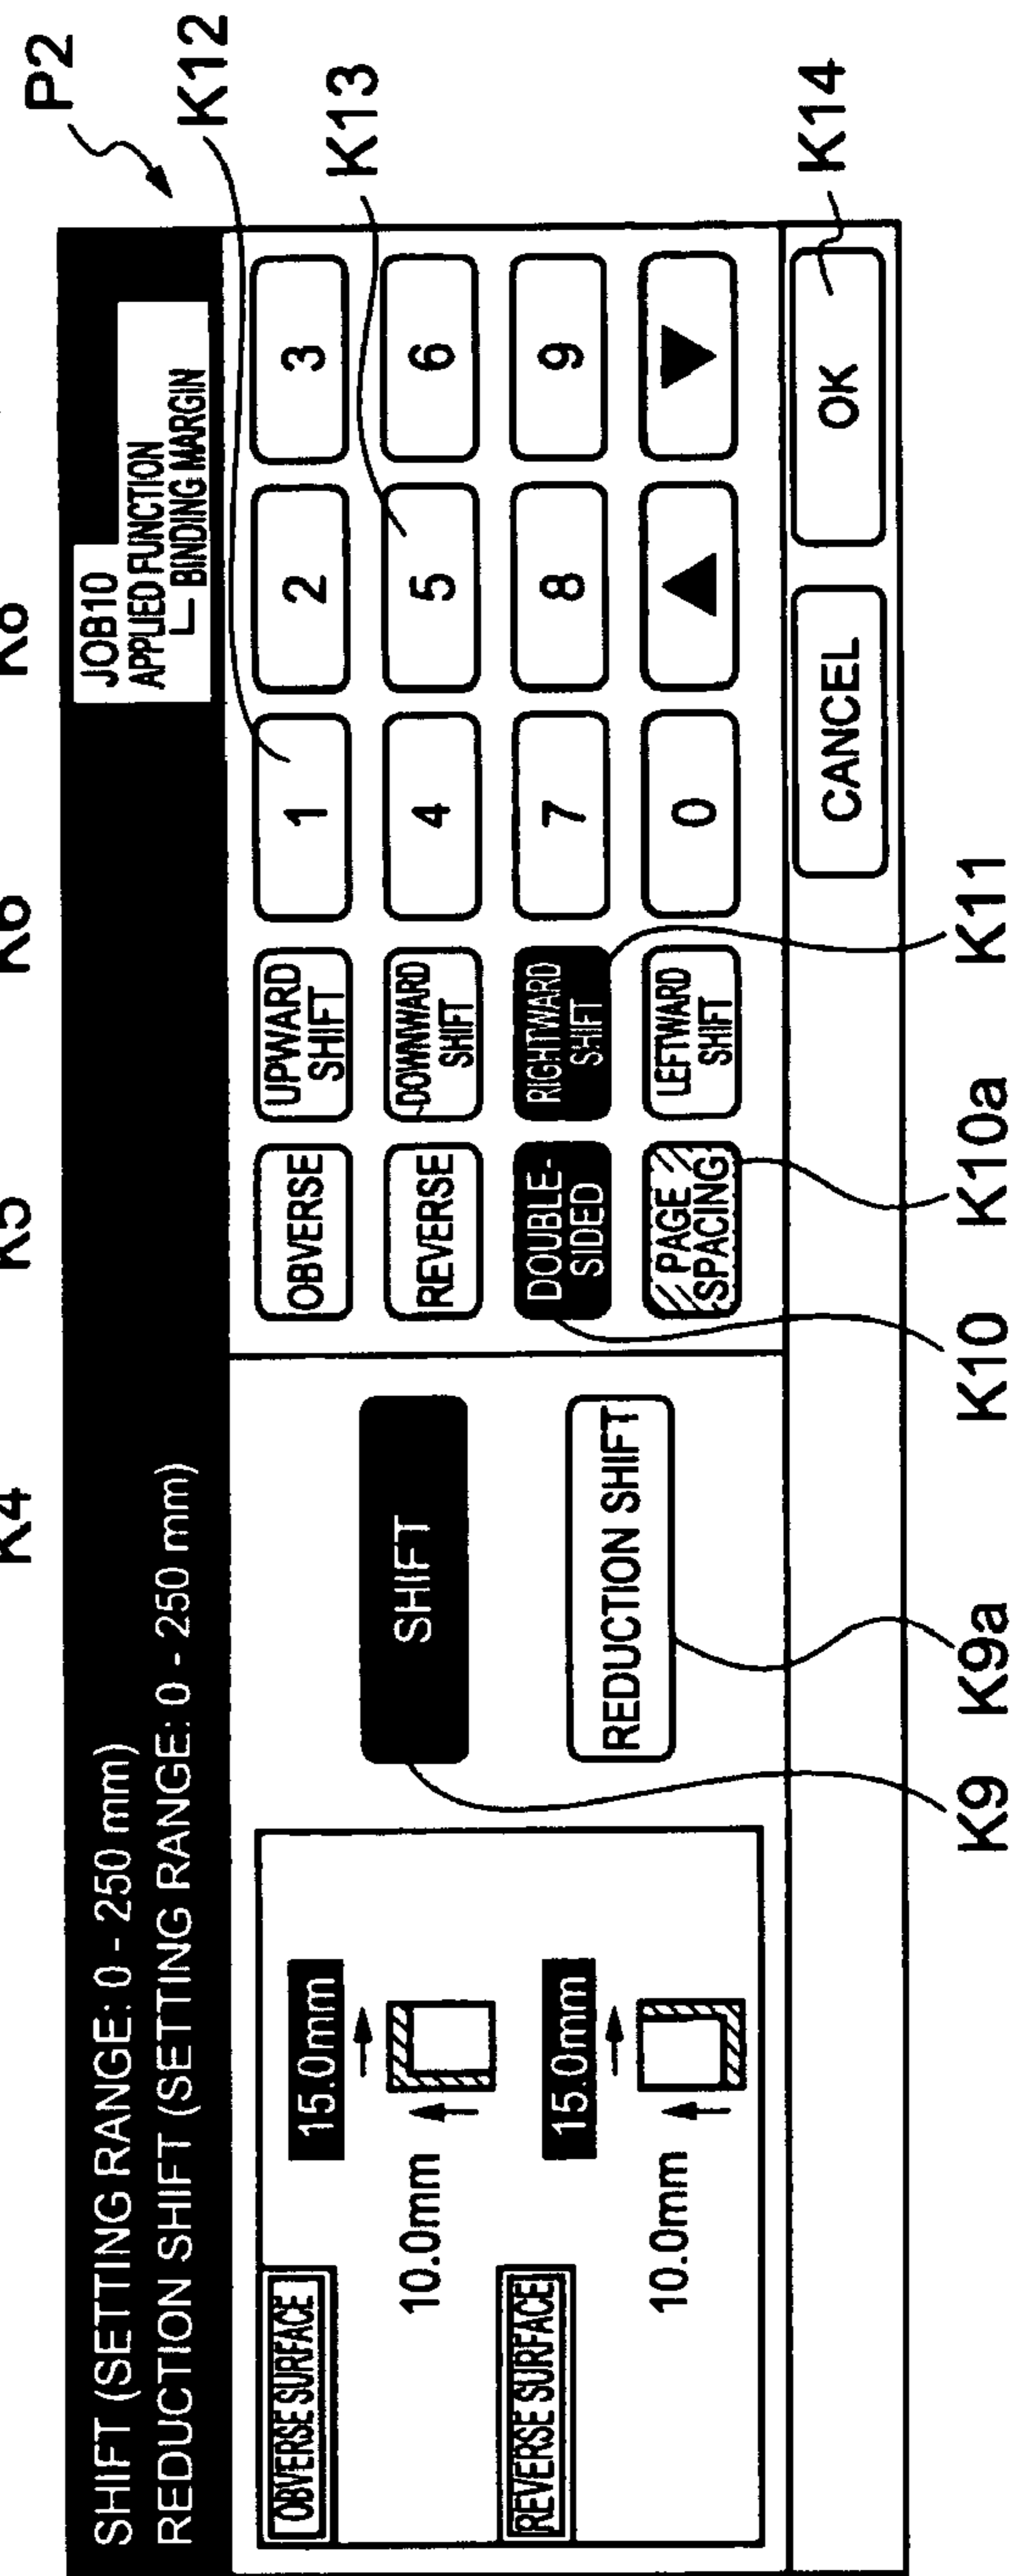 K4
K5
K6
P2
K12
K13
K14
SHIFT (SETTING RANGE: 0 - 250 mm)
REDUCTION SHIFT (SETTING RANGE: 0 - 250 mm)
JOB10
APPLIED FUNCTION
BINDING MARGIN
OBVERSE SURFACE
15.0mm
10.0mm
REVERSE SURFACE
15.0mm
10.0mm
SHIFT
REDUCTION SHIFT
OBVERSE
UPWARD
SHIFT
1
2
3
REVERSE
DOWNWARD
SHIFT
4
5
6
DOUBLE-
SIDED
RIGHTWARD
SHIFT
7
8
9
PAGE
SPACING
LEFTWARD
SHIFT
0
▲
▼
CANCEL
OK
K9
K9a
K10
K10a
K11